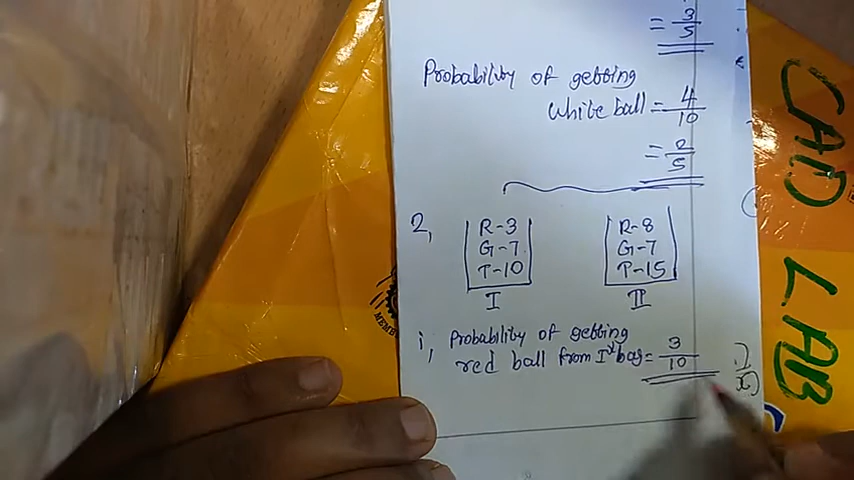 = 3/5
Probability of getting
White ball = 4/10
= 2/5
2,
R-3
G-7
T-10
I
R-8
G-7
T-15
II
i, Probability of getting
red ball from Ist bag = 3/10
CAD LAB